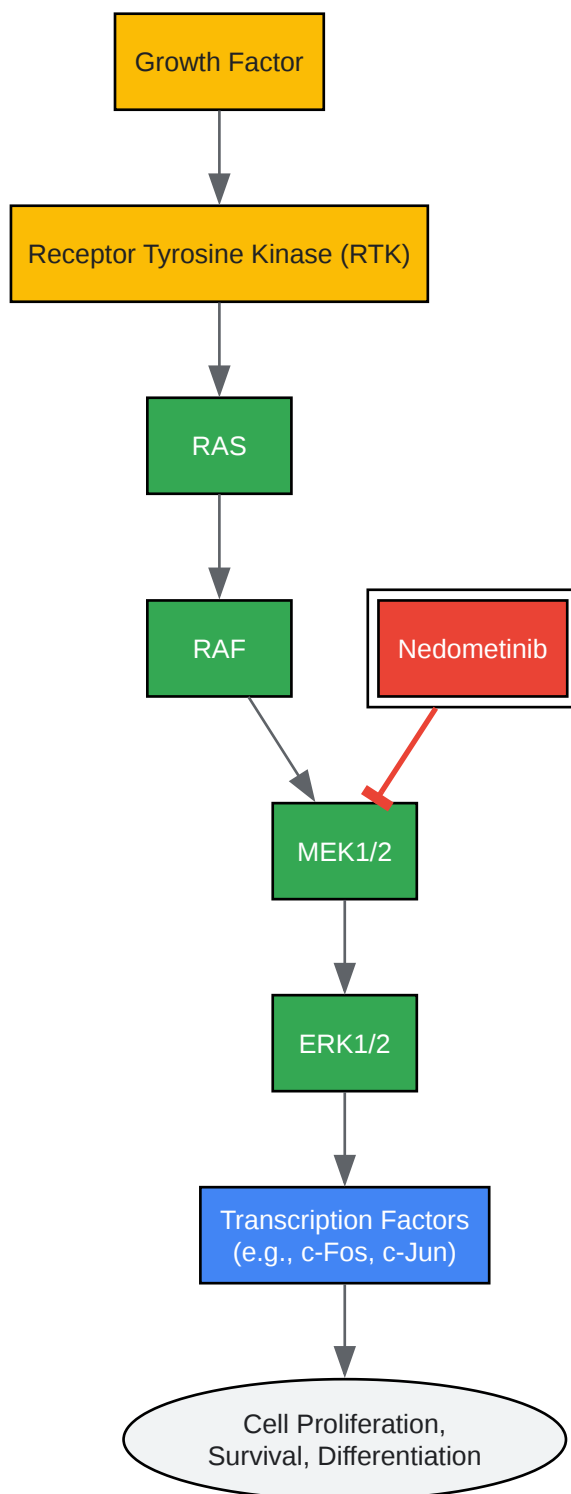 Growth Factor
Receptor Tyrosine Kinase (RTK)
RAS
RAF
Nedometinib
MEK1/2
ERK1/2
Transcription Factors
(e.g., c-Fos, c-Jun)
Cell Proliferation,
Survival, Differentiation